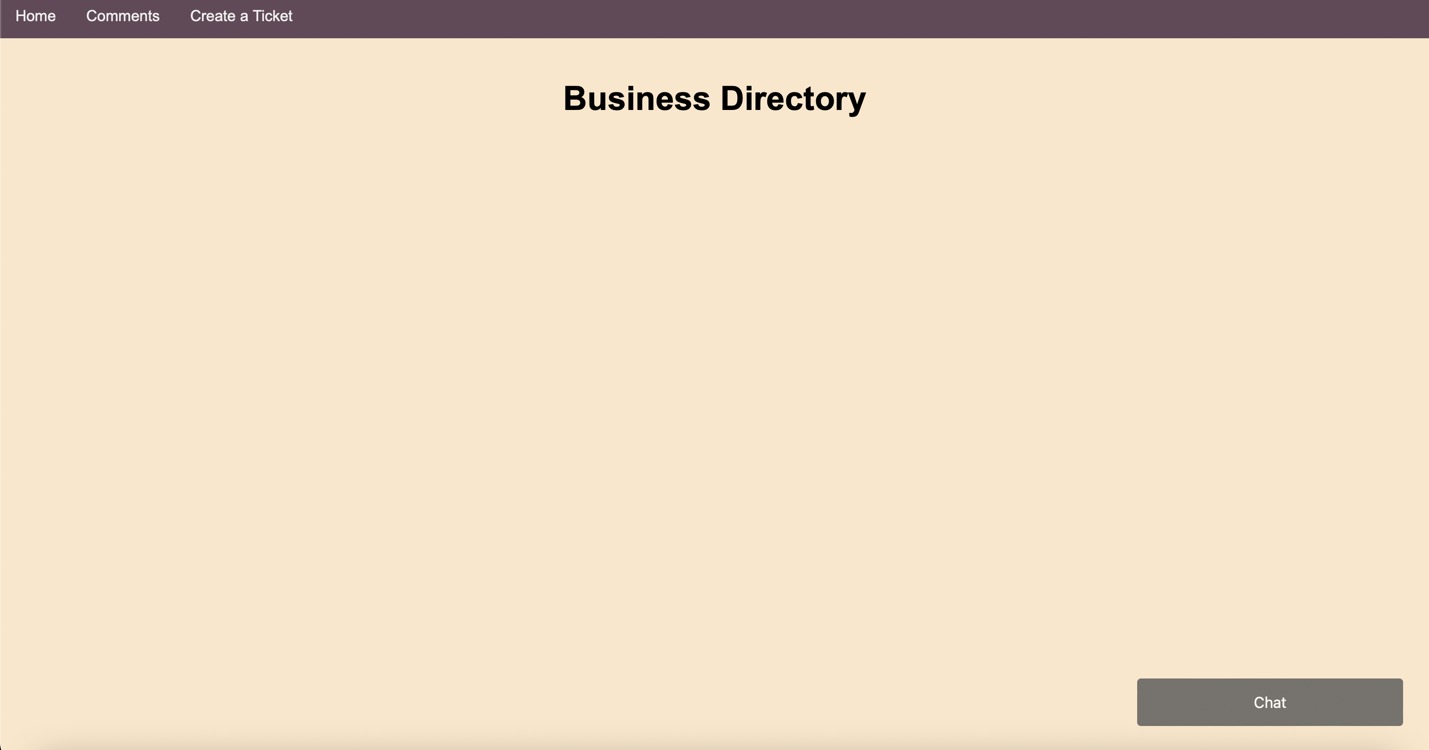 Home Comments Create a Ticket
Business Directory
Chat